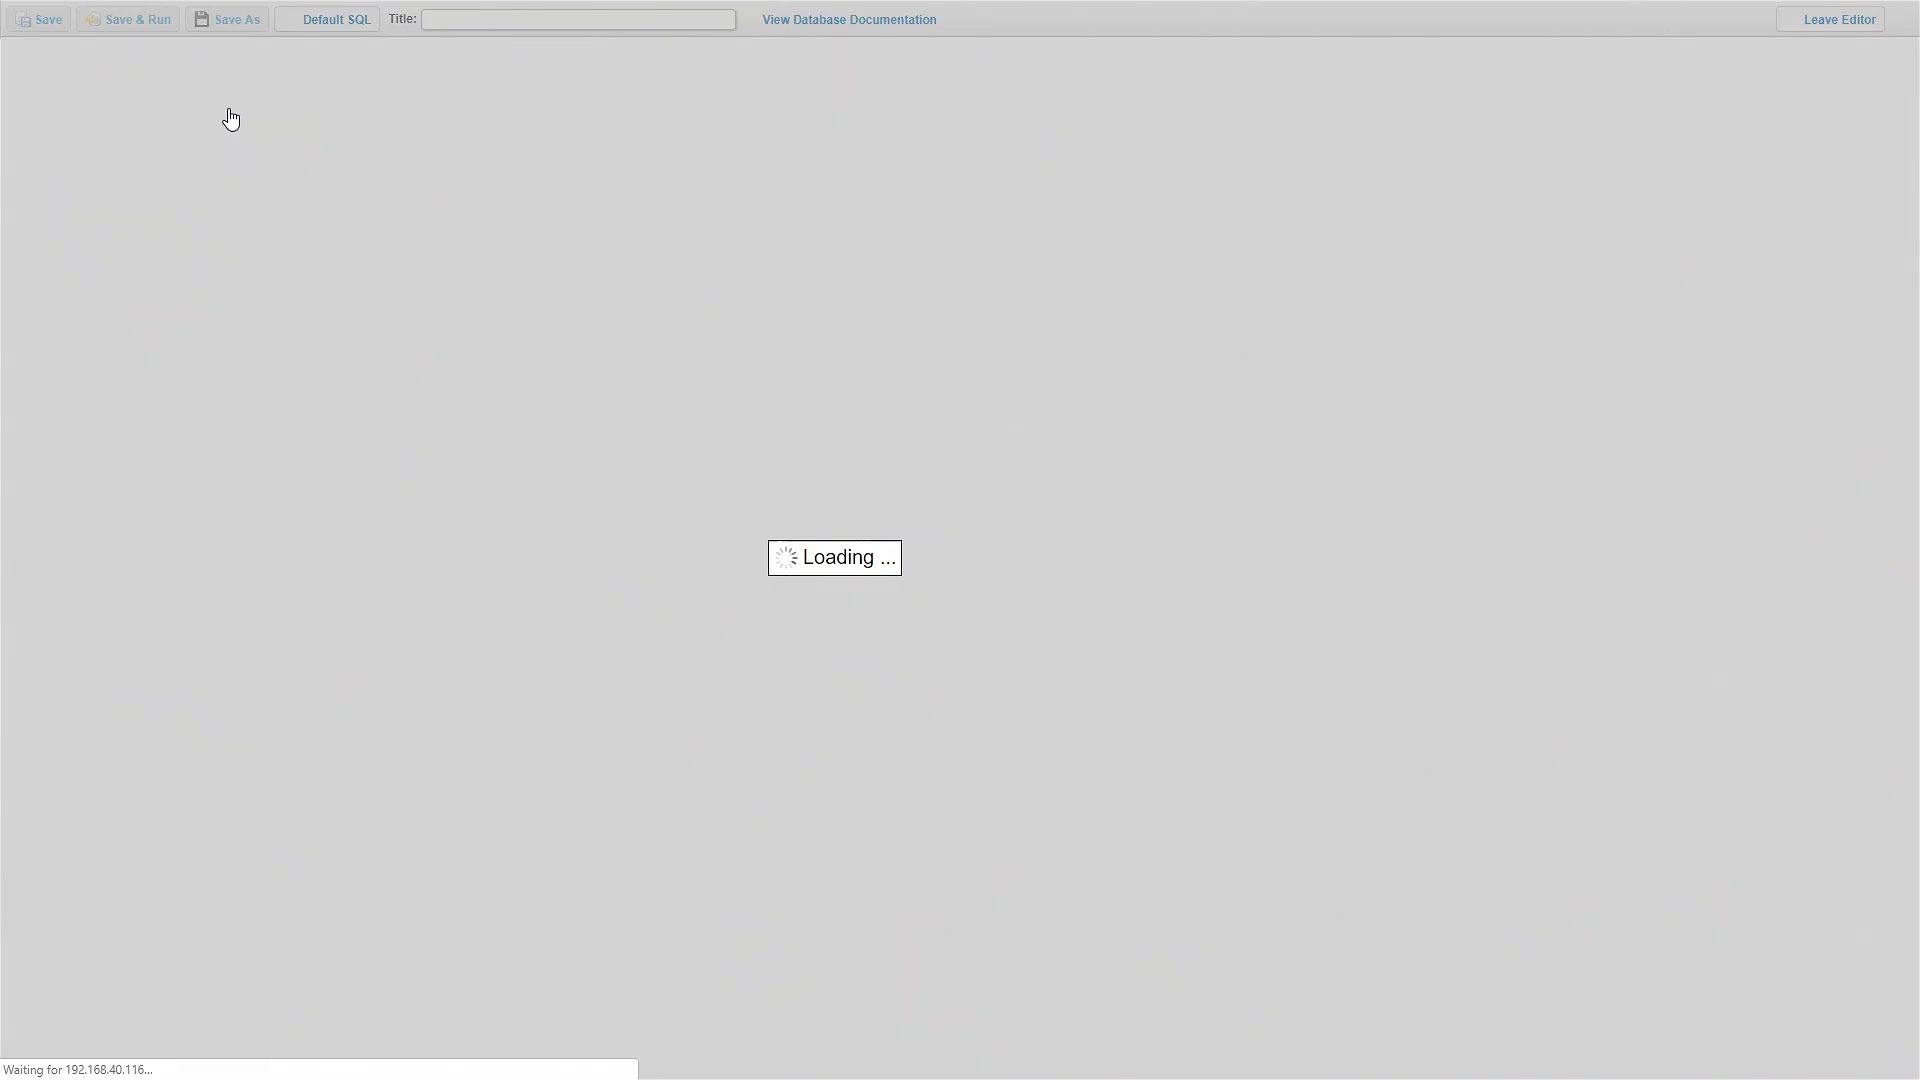 Save Save & Run Save As Default SQL Title: View Database Documentation Leave Editor
Loading ...
Waiting for 192.168.40.116...